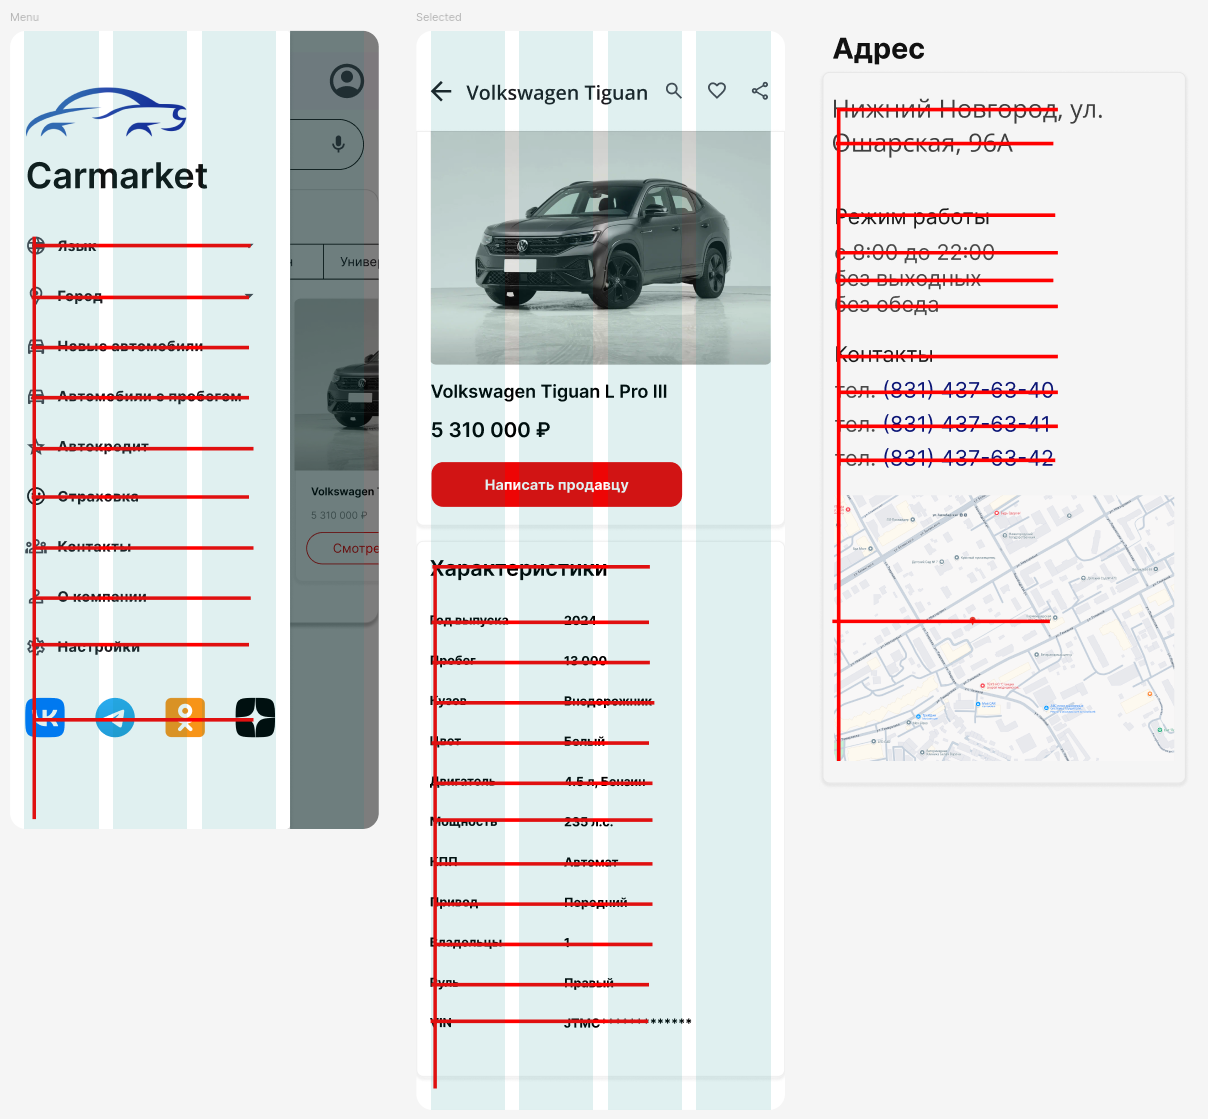 Menu
Carmarket
Язык
Город
Новые автомобили
Автомобили с пробегом
Автокредит
Страховка
Контакты
О компании
Настройки
Volkswagen
5 310 000 ₽
Selected
Volkswagen Tiguan
Volkswagen Tiguan L Pro III
5 310 000 ₽
Написать продавцу
Характеристики
Год выпуска 2024
Пробег 13 000
Кузов Внедорожник
Цвет Белый
Двигатель 4.5 л, Бензин
Мощность 235 л.с.
КПП Автомат
Привод Передний
Владельцы 1
Руль Правый
VIN JTMC*************
Адрес
Нижний Новгород, ул.
Ошарская, 96А
Режим работы
с 8:00 до 22:00
без выходных
без обеда
Контакты
тел. (831) 437-63-40
тел. (831) 437-63-41
тел. (831) 437-63-42